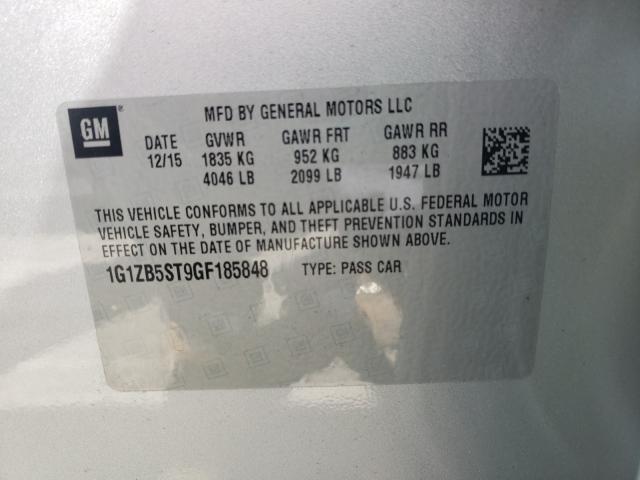 GM
MFD BY GENERAL MOTORS LLC
DATE GVWR GAWR FRT GAWR RR
12/15 1835 KG 952 KG 883 KG
4046 LB 2099 LB 1947 LB
THIS VEHICLE CONFORMS TO ALL APPLICABLE U.S. FEDERAL MOTOR
VEHICLE SAFETY, BUMPER, AND THEFT PREVENTION STANDARDS IN
EFFECT ON THE DATE OF MANUFACTURE SHOWN ABOVE.
1G1ZB5ST9GF185848 TYPE: PASS CAR